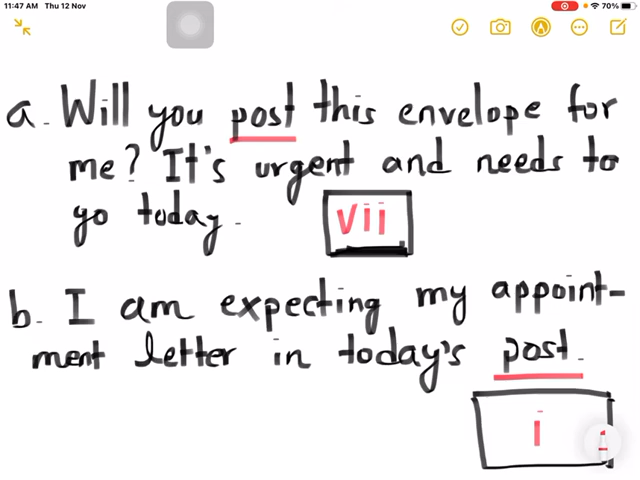 11:47 AM Thu 12 Nov
70%
a. Will you post this envelope for
me? It's urgent and needs to
go today.
vii
b. I am expecting my appoint-
ment letter in today's post.
i